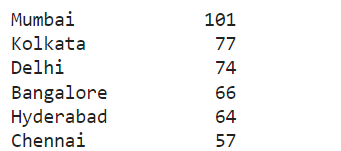 Mumbai 101
Kolkata 77
Delhi 74
Bangalore 66
Hyderabad 64
Chennai 57